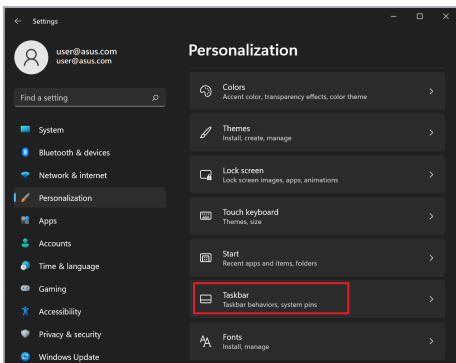 Settings
user@asus.com
user@asus.com
Find a setting
System
Bluetooth & devices
Network & internet
Personalization
Apps
Accounts
Time & language
Gaming
Accessibility
Privacy & security
Windows Update
Personalization
Colors
Accent color, transparency effects, color theme
Themes
Install, create, manage
Lock screen
Lock screen images, apps, animations
Touch keyboard
Themes, size
Start
Recent apps and items, folders
Taskbar
Taskbar behaviors, system pins
Fonts
Install, manage